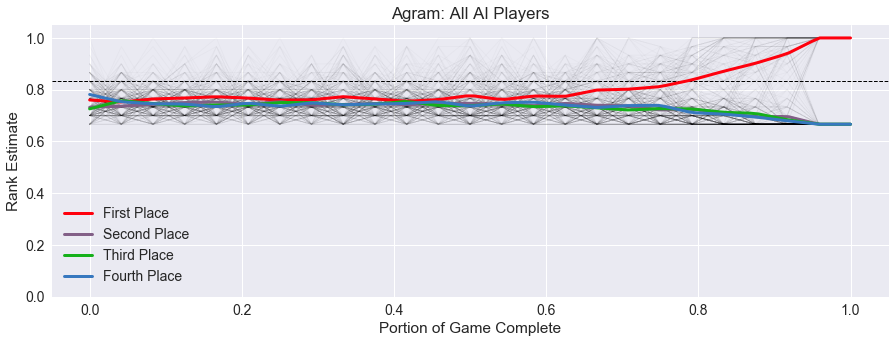 Agram: All AI Players
Rank Estimate
1.0
0.8
0.6
0.4
0.2
0.0
First Place
Second Place
Third Place
Fourth Place
0.0 0.2 0.4 0.6 0.8 1.0
Portion of Game Complete